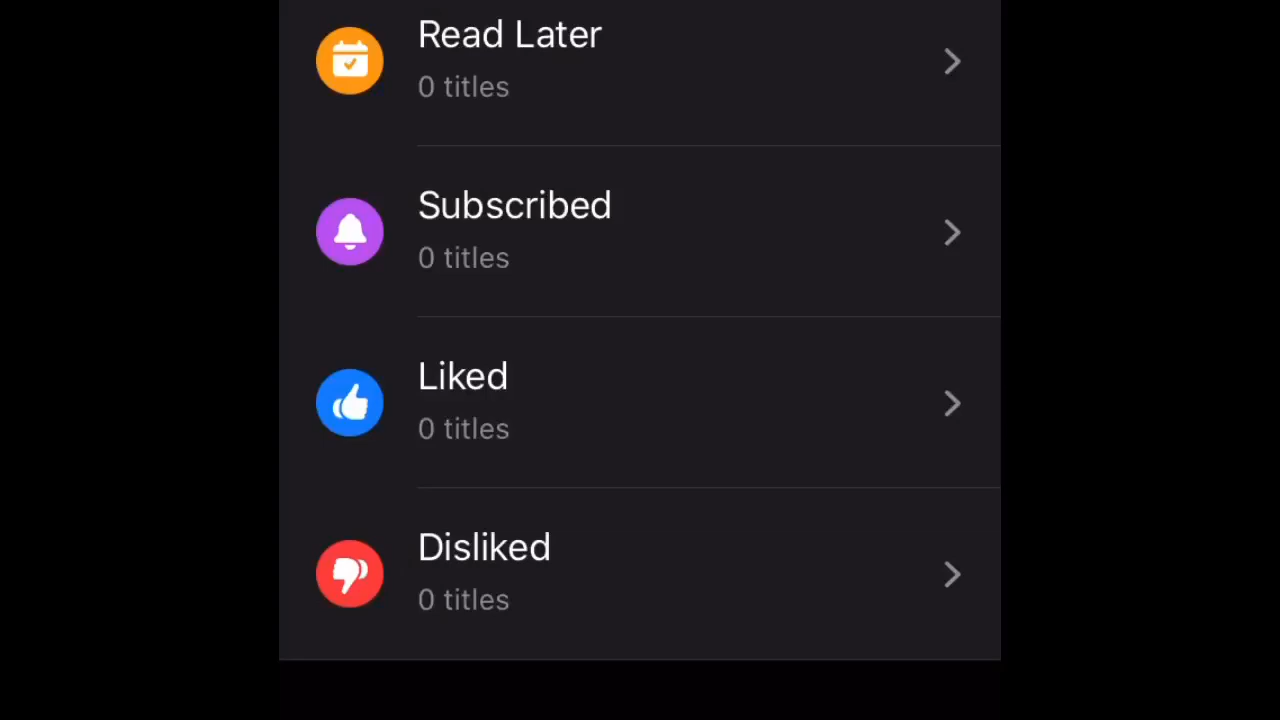 Read Later
0 titles
Subscribed
0 titles
Liked
0 titles
Disliked
0 titles